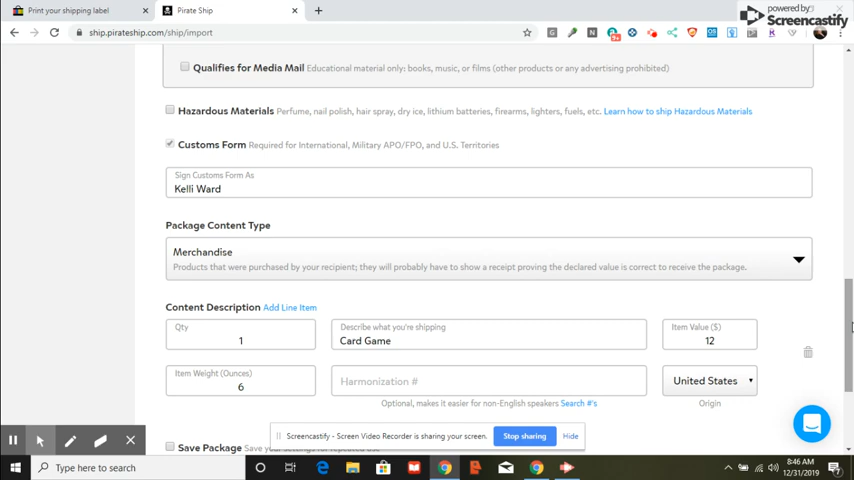 powered by
Screencastify
Print your shipping label
Pirate Ship
ship.pirateship.com/ship/import
Qualifies for Media Mail Educational material only: books, music, or films (other products or any advertising prohibited)
Hazardous Materials Perfume, nail polish, hair spray, dry ice, lithium batteries, firearms, lighters, fuels, etc. Learn how to ship Hazardous Materials
Customs Form Required for International, Military APO/FPO, and U.S. Territories
Sign Customs Form As
Kelli Ward
Package Content Type
Merchandise
Products that were purchased by your recipient; they will probably have to show a receipt proving the declared value is correct to receive the package.
Content Description Add Line Item
Qty
1
Describe what you're shipping
Card Game
Item Value ($)
12
Item Weight (Ounces)
6
Harmonization #
United States
Optional, makes it easier for non-English speakers Search #'s
Origin
Screencastify - Screen Video Recorder is sharing your screen.
Stop sharing
Hide
Save Package
Type here to search
8:46 AM
12/31/2019